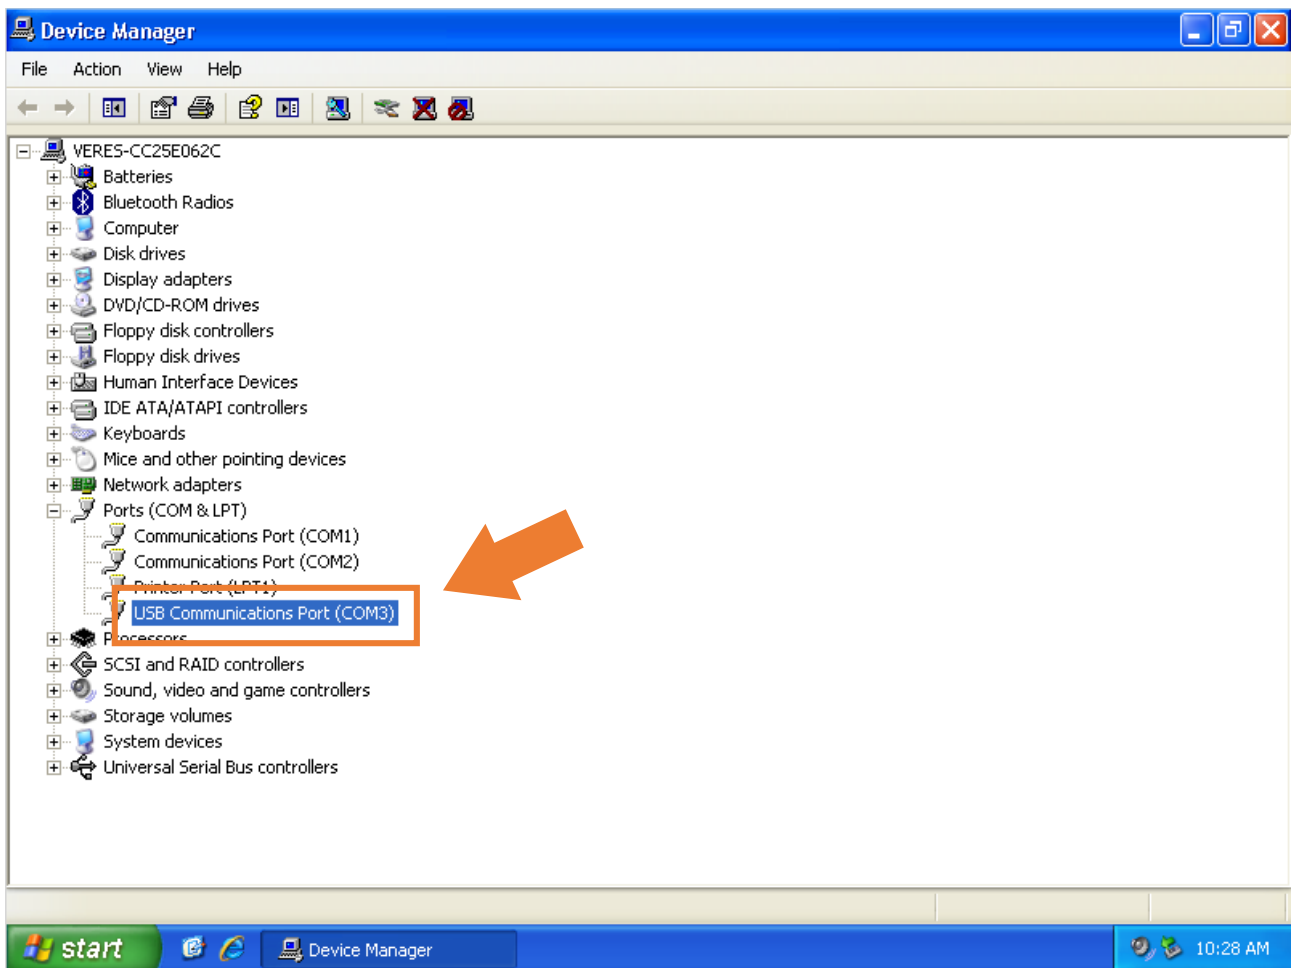 Device Manager
File Action View Help
VERES-CC25E062C
Batteries
Bluetooth Radios
Computer
Disk drives
Display adapters
DVD/CD-ROM drives
Floppy disk controllers
Floppy disk drives
Human Interface Devices
IDE ATA/ATAPI controllers
Keyboards
Mice and other pointing devices
Network adapters
Ports (COM & LPT)
Communications Port (COM1)
Communications Port (COM2)
Printer Port (LPT1)
USB Communications Port (COM3)
Processors
SCSI and RAID controllers
Sound, video and game controllers
Storage volumes
System devices
Universal Serial Bus controllers
start Device Manager 10:28 AM